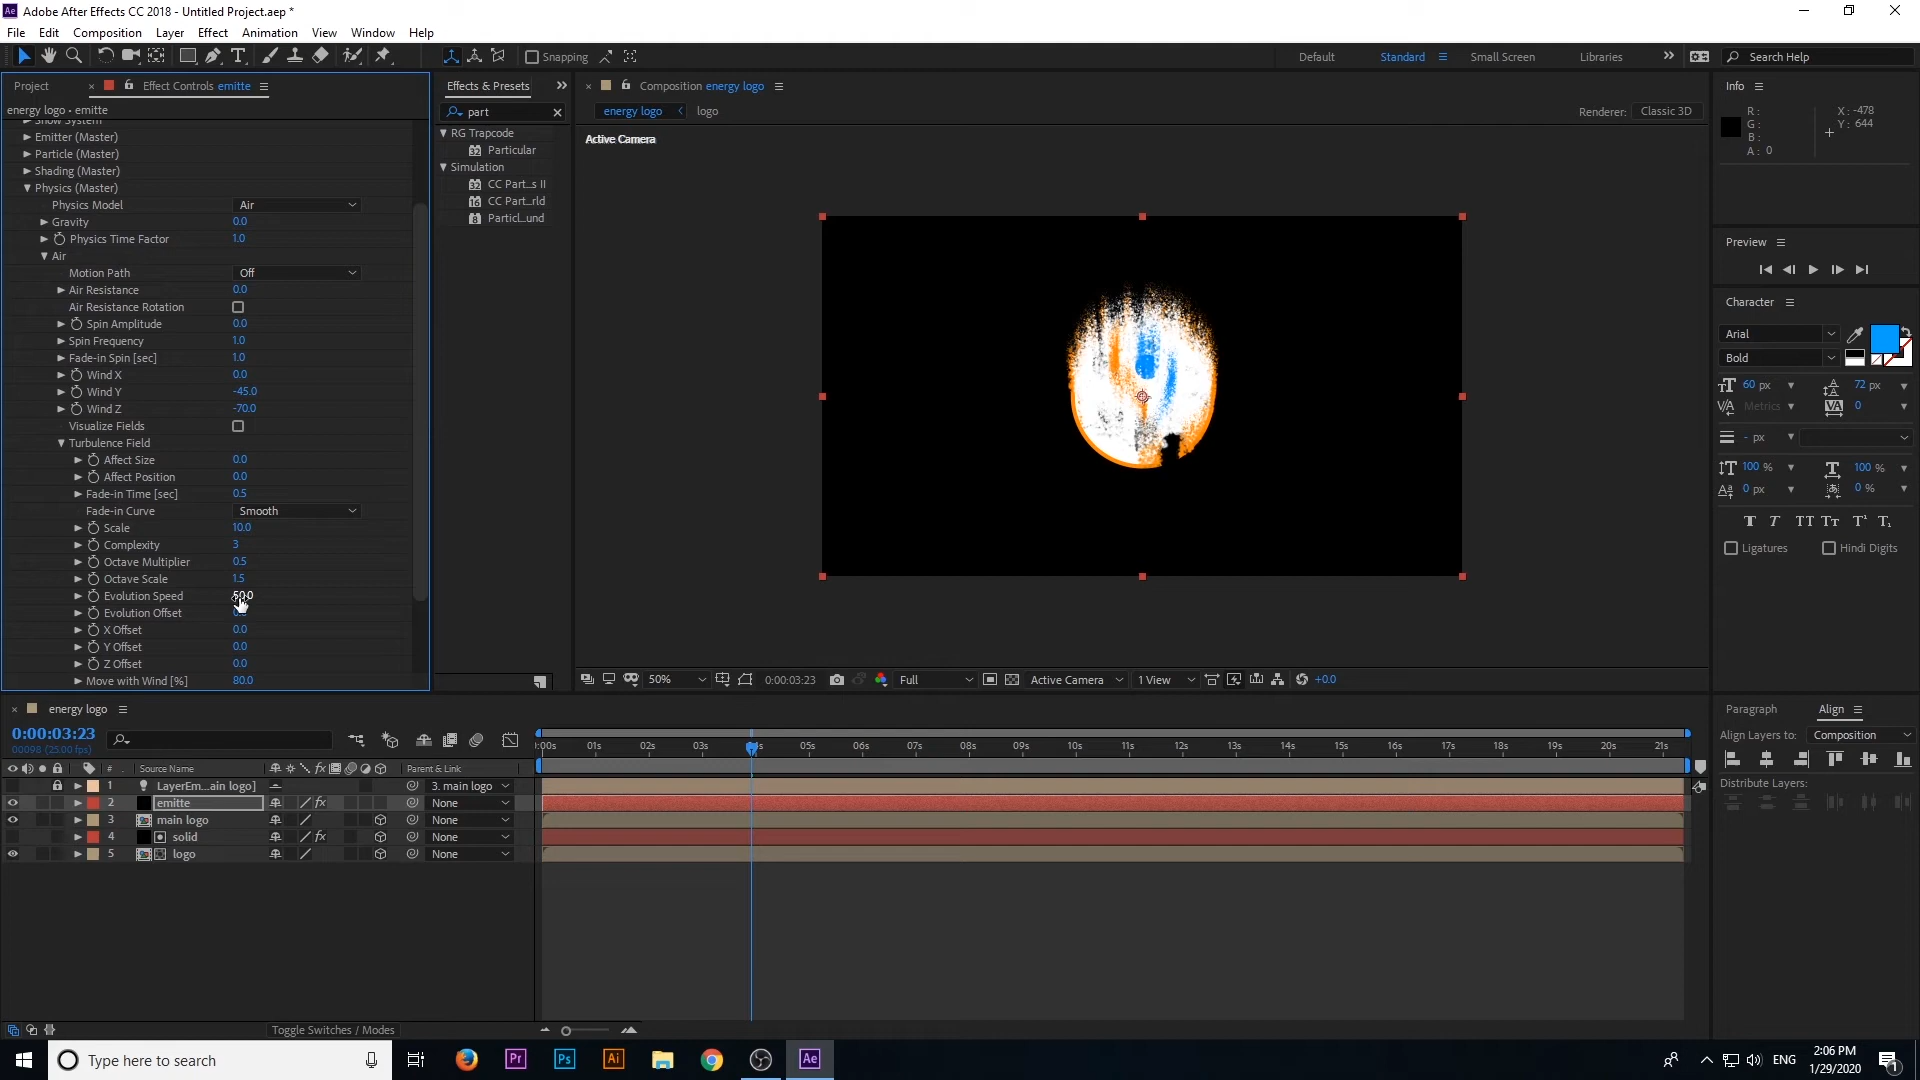 Adobe After Effects CC 2018 - Untitled Project.aep *
File Edit Composition Layer Effect Animation View Window Help
Snapping
Default Standard Small Screen Libraries Search Help
Project
Effect Controls emitte
energy logo • emitte
Show System
Emitter (Master)
Particle (Master)
Shading (Master)
Physics (Master)
Physics Model Air
Gravity 0.0
Physics Time Factor 1.0
Air
Motion Path Off
Air Resistance 0.0
Air Resistance Rotation
Spin Amplitude 0.0
Spin Frequency 1.0
Fade-in Spin [sec] 1.0
Wind X 0.0
Wind Y -45.0
Wind Z -70.0
Visualize Fields
Turbulence Field
Affect Size 0.0
Affect Position 0.0
Fade-in Time [sec] 0.5
Fade-in Curve Smooth
Scale 10.0
Complexity 3
Octave Multiplier 0.5
Octave Scale 1.5
Evolution Speed
Evolution Offset
X Offset 0.0
Y Offset 0.0
Z Offset 0.0
Move with Wind [%] 80.0
Effects & Presets
part
RG Trapcode
Particular
Simulation
CC Part...s II
CC Part...rld
Particl...und
Composition energy logo
energy logo logo
Renderer: Classic 3D
Active Camera
50% 0:00:03:23 Full Active Camera 1 View +0.0
Info
R:
G:
B:
A: 0
X: -478
Y: 644
Preview
Character
Arial
Bold
60 px 72 px
Metrics 0
- px
100 % 100 %
0 px 0 %
T T TT Tт T¹ T₁
Ligatures Hindi Digits
energy logo
0:00:03:23
00098 (25.00 fps)
:00s 01s 02s 03s 05s 06s 07s 08s 09s 10s 11s 12s 13s 14s 15s 16s 17s 18s 19s 20s 21s
# Source Name Parent & Link
1 LayerEm...ain logo] 3. main logo
2 emitte None
3 main logo None
4 solid None
5 logo None
Toggle Switches / Modes
Paragraph Align
Align Layers to: Composition
Distribute Layers:
Type here to search
Pr Ps Ai Ae
ENG
2:06 PM
1/29/2020
1